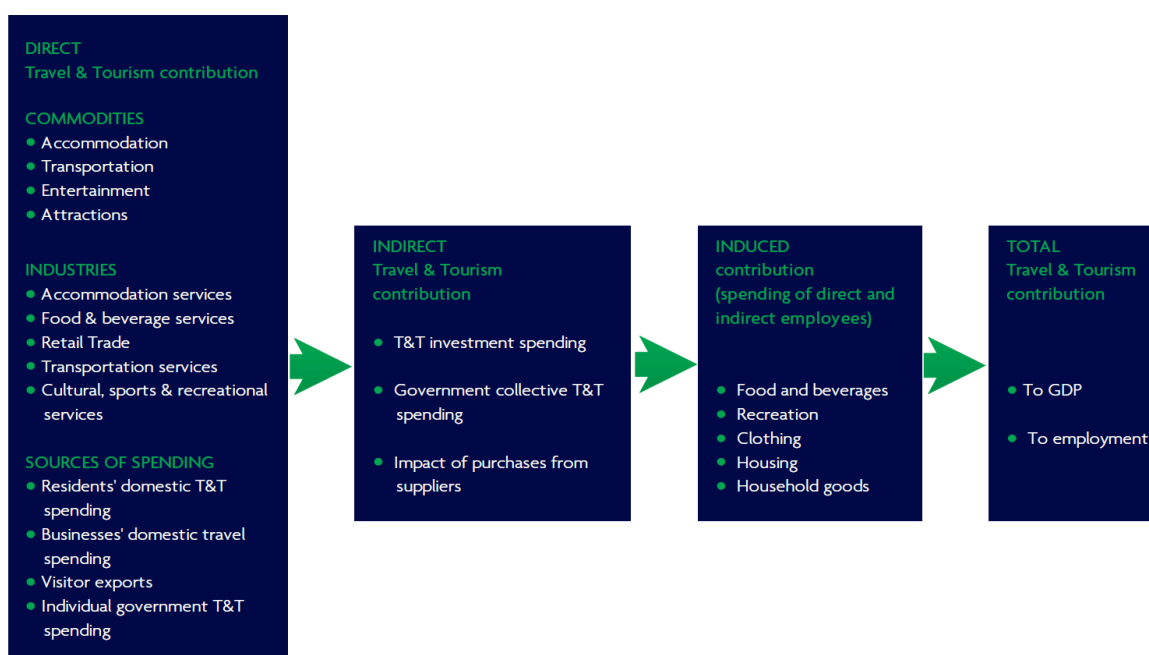 DIRECT
Travel & Tourism contribution
COMMODITIES
• Accommodation
• Transportation
• Entertainment
• Attractions
INDUSTRIES
• Accommodation services
• Food & beverage services
• Retail Trade
• Transportation services
• Cultural, sports & recreational
services
SOURCES OF SPENDING
• Residents' domestic T&T
spending
• Businesses' domestic travel
spending
• Visitor exports
• Individual government T&T
spending
INDIRECT
Travel & Tourism
contribution
• T&T investment spending
• Government collective T&T
spending
• Impact of purchases from
suppliers
INDUCED
contribution
(spending of direct and
indirect employees)
• Food and beverages
• Recreation
• Clothing
• Housing
• Household goods
TOTAL
Travel & Tourism
contribution
• To GDP
• To employment